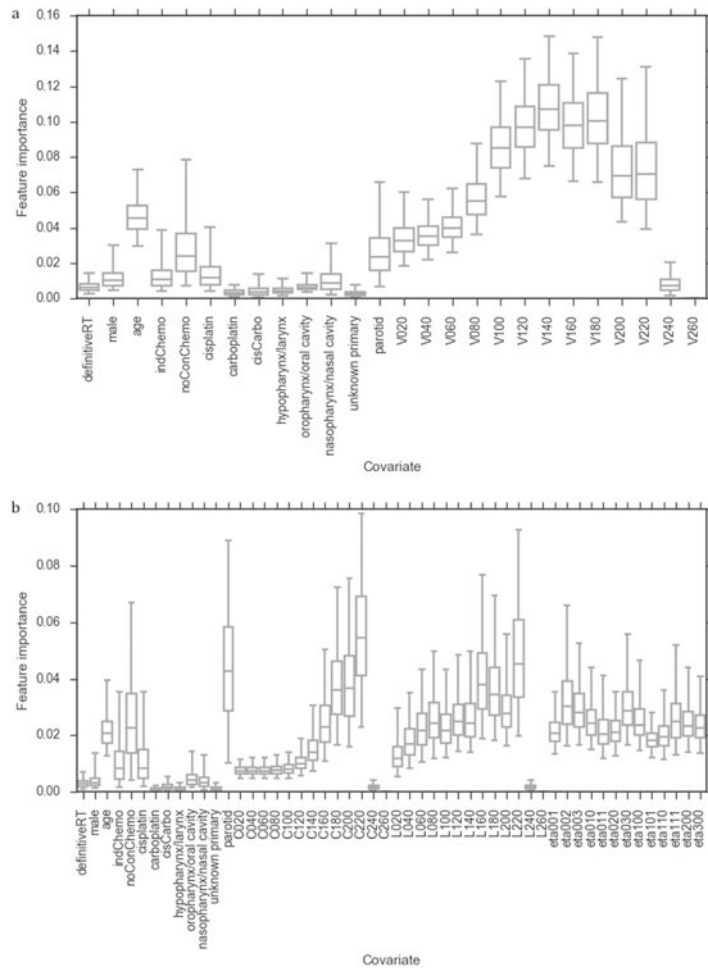 a
0.16
0.14
0.12
0.10
0.08
0.06
0.04
0.02
0.00
Feature importance
definitiveRT
male
age
indChemo
noConChemo
cisplatin
carboplatin
cisCarbo
hypopharynx/larynx
oropharynx/oral cavity
nasopharynx/nasal cavity
unknown primary
parotid
V020
V040
V060
V080
V100
V120
V140
V160
V180
V200
V220
V240
V260
Covariate
b
0.10
0.08
0.06
0.04
0.02
0.00
Feature importance
definitiveRT
male
age
indChemo
noConChemo
cisplatin
carboplatin
cisCarbo
hypopharynx/larynx
oropharynx/oral cavity
nasopharynx/nasal cavity
unknown primary
parotid
C020
C040
C060
C080
C100
C120
C140
C160
C180
C200
C220
C240
C260
L020
L040
L060
L080
L100
L120
L140
L160
L180
L200
L220
L240
L260
eta001
eta002
eta003
eta010
eta011
eta020
eta030
eta100
eta101
eta110
eta111
eta200
eta300
Covariate